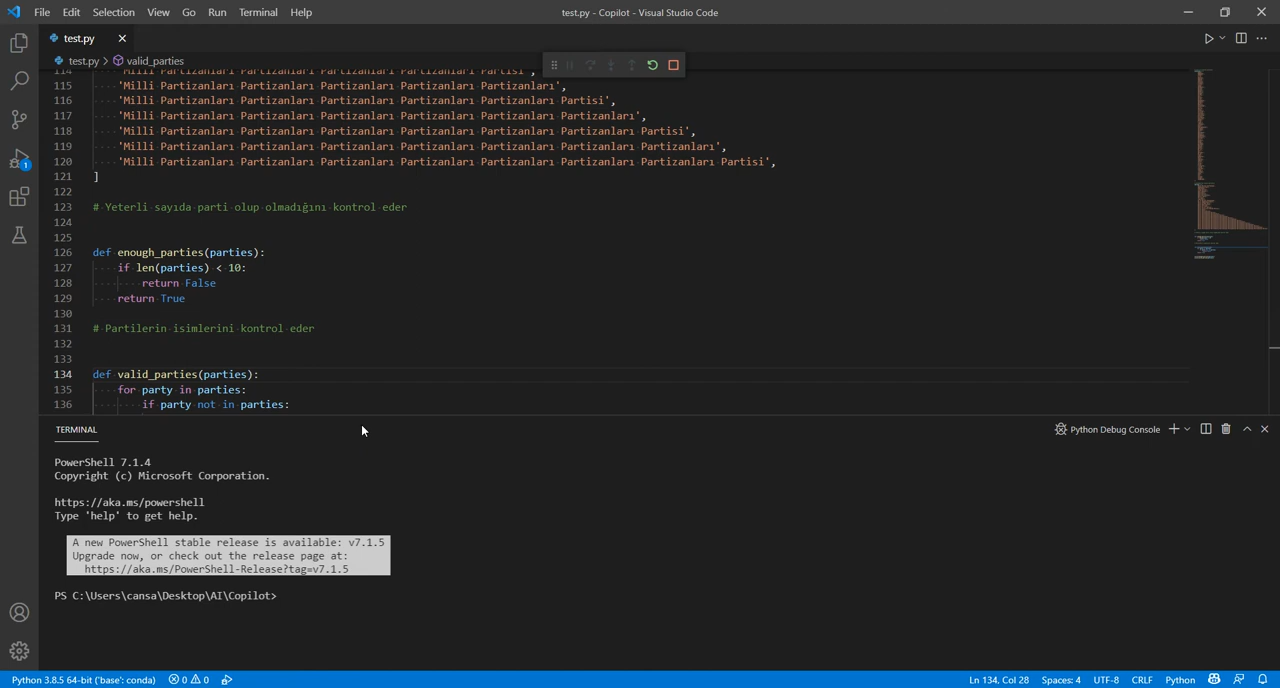 File Edit Selection View Go Run Terminal Help test.py - Copilot - Visual Studio Code
test.py
test.py > valid_parties
114 'Milli Partizanları Partizanları Partizanları Partizanları Partisi',
115 'Milli Partizanları Partizanları Partizanları Partizanları Partizanları',
116 'Milli Partizanları Partizanları Partizanları Partizanları Partizanları Partisi',
117 'Milli Partizanları Partizanları Partizanları Partizanları Partizanları Partizanları',
118 'Milli Partizanları Partizanları Partizanları Partizanları Partizanları Partizanları Partisi',
119 'Milli Partizanları Partizanları Partizanları Partizanları Partizanları Partizanları Partizanları',
120 'Milli Partizanları Partizanları Partizanları Partizanları Partizanları Partizanları Partizanları Partisi',
121 ]
122
123 # Yeterli sayıda parti olup olmadığını kontrol eder
124
125
126 def enough_parties(parties):
127 if len(parties) < 10:
128 return False
129 return True
130
131 # Partilerin isimlerini kontrol eder
132
133
134 def valid_parties(parties):
135 for party in parties:
136 if party not in parties:
1
TERMINAL Python Debug Console
PowerShell 7.1.4
Copyright (c) Microsoft Corporation.
https://aka.ms/powershell
Type 'help' to get help.
A new PowerShell stable release is available: v7.1.5
Upgrade now, or check out the release page at:
https://aka.ms/PowerShell-Release?tag=v7.1.5
PS C:\Users\cansa\Desktop\AI\Copilot>
Python 3.8.5 64-bit ('base': conda) 0 0 Ln 134, Col 28 Spaces: 4 UTF-8 CRLF Python